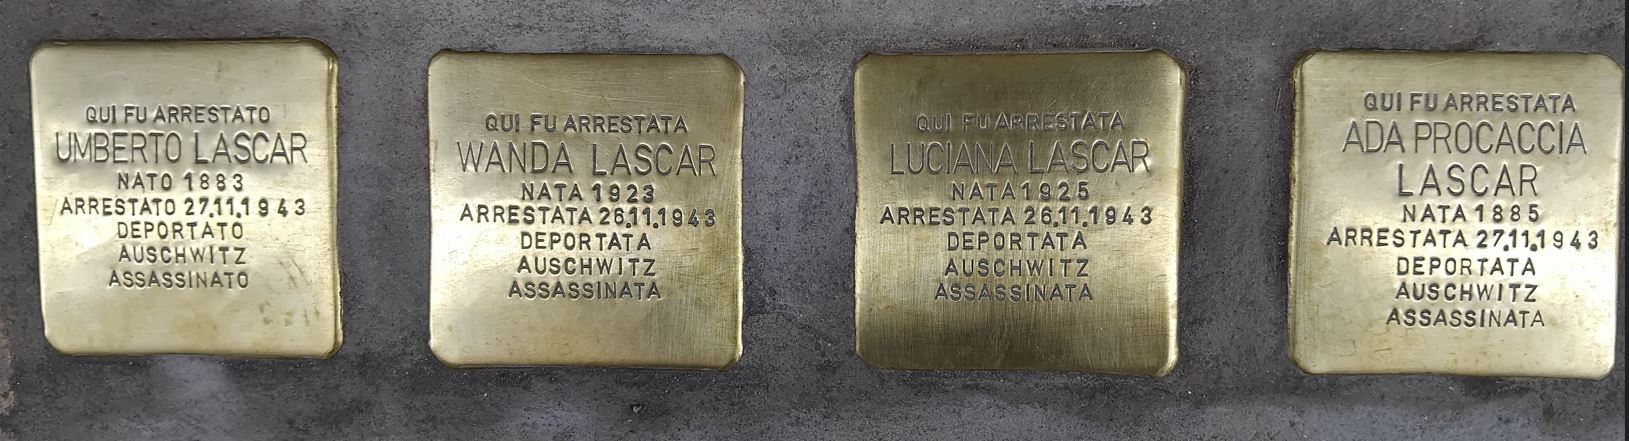 QUI FU ARRESTATO
UMBERTO LASCAR
NATO 1883
ARRESTATO 27.11.1943
DEPORTATO
AUSCHWITZ
ASSASSINATO
QUI FU ARRESTATA
WANDA LASCAR
NATA 1923
ARRESTATA 26.11.1943
DEPORTATA
AUSCHWITZ
ASSASSINATA
QUI FU ARRESTATA
LUCIANA LASCAR
NATA 1925
ARRESTATA 26.11.1943
DEPORTATA
AUSCHWITZ
ASSASSINATA
QUI FU ARRESTATA
ADA PROCACCIA
LASCAR
NATA 1885
ARRESTATA 27.11.1943
DEPORTATA
AUSCHWITZ
ASSASSINATA